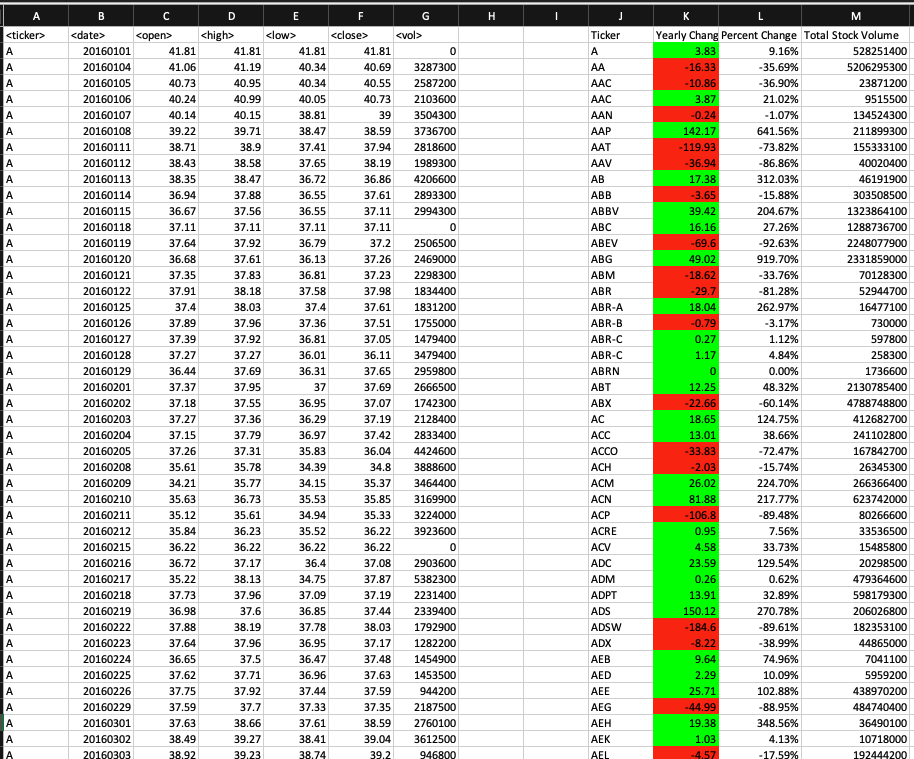 A B C D E F G H I J K L M
<ticker> <date> <open> <high> <low> <close> <vol> Ticker Yearly Chang Percent Change Total Stock Volume
A 20160101 41.81 41.81 41.81 41.81 0 A 3.83 9.16% 528251400
A 20160104 41.06 41.19 40.34 40.69 3287300 AA -16.33 -35.69% 5206295300
A 20160105 40.73 40.95 40.34 40.55 2587200 AAC -10.86 -36.90% 23871200
A 20160106 40.24 40.99 40.05 40.73 2103600 AAC 3.87 21.02% 9515500
A 20160107 40.14 40.15 38.81 39 3504300 AAN -0.24 -1.07% 134524300
A 20160108 39.22 39.71 38.47 38.59 3736700 AAP 142.17 641.56% 211899300
A 20160111 38.71 38.9 37.41 37.94 2818600 AAT -119.93 -73.82% 155333100
A 20160112 38.43 38.58 37.65 38.19 1989300 AAV -36.94 -86.86% 40020400
A 20160113 38.35 38.47 36.72 36.86 4206600 AB 17.38 312.03% 46191900
A 20160114 36.94 37.88 36.55 37.61 2893300 ABB -3.65 -15.88% 303508500
A 20160115 36.67 37.56 36.55 37.11 2994300 ABBV 39.42 204.67% 1323864100
A 20160118 37.11 37.11 37.11 37.11 0 ABC 16.16 27.26% 1288736700
A 20160119 37.64 37.92 36.79 37.2 2506500 ABEV -69.6 -92.63% 2248077900
A 20160120 36.68 37.61 36.13 37.26 2469000 ABG 49.02 919.70% 2331859000
A 20160121 37.35 37.83 36.81 37.23 2298300 ABM -18.62 -33.76% 70128300
A 20160122 37.91 38.18 37.58 37.98 1834400 ABR -29.7 -81.28% 52944700
A 20160125 37.4 38.03 37.4 37.61 1831200 ABR-A 18.04 262.97% 16477100
A 20160126 37.89 37.96 37.36 37.51 1755000 ABR-B -0.79 -3.17% 730000
A 20160127 37.39 37.92 36.81 37.05 1479400 ABR-C 0.27 1.12% 597800
A 20160128 37.27 37.27 36.01 36.11 3479400 ABR-C 1.17 4.84% 258300
A 20160129 36.44 37.69 36.31 37.65 2959800 ABRN 0 0.00% 1736600
A 20160201 37.37 37.95 37 37.69 2666500 ABT 12.25 48.32% 2130785400
A 20160202 37.18 37.55 36.95 37.07 1742300 ABX -22.66 -60.14% 4788748800
A 20160203 37.27 37.36 36.29 37.19 2128400 AC 18.65 124.75% 412682700
A 20160204 37.15 37.79 36.97 37.42 2833400 ACC 13.01 38.66% 241102800
A 20160205 37.26 37.31 35.83 36.04 4424600 ACCO -33.83 -72.47% 167842700
A 20160208 35.61 35.78 34.39 34.8 3888600 ACH -2.03 -15.74% 26345300
A 20160209 34.21 35.77 34.15 35.37 3464400 ACM 26.02 224.70% 266366400
A 20160210 35.63 36.73 35.53 35.85 3169900 ACN 81.88 217.77% 623742000
A 20160211 35.12 35.61 34.94 35.33 3224000 ACP -106.8 -89.48% 80266600
A 20160212 35.84 36.23 35.52 36.22 3923600 ACRE 0.95 7.56% 33536500
A 20160215 36.22 36.22 36.22 36.22 0 ACV 4.58 33.73% 15485800
A 20160216 36.72 37.17 36.4 37.08 2903600 ADC 23.59 129.54% 20298500
A 20160217 35.22 38.13 34.75 37.87 5382300 ADM 0.26 0.62% 479364600
A 20160218 37.73 37.96 37.09 37.19 2231400 ADPT 13.91 32.89% 598179300
A 20160219 36.98 37.6 36.85 37.44 2339400 ADS 150.12 270.78% 206026800
A 20160222 37.88 38.19 37.78 38.03 1792900 ADSW -184.6 -89.61% 182353100
A 20160223 37.64 37.96 36.95 37.17 1282200 ADX -8.22 -38.99% 44865000
A 20160224 36.65 37.5 36.47 37.48 1454900 AEB 9.64 74.96% 7041100
A 20160225 37.62 37.71 36.96 37.63 1453500 AED 2.29 10.09% 5959200
A 20160226 37.75 37.92 37.44 37.59 944200 AEE 25.71 102.88% 438970200
A 20160229 37.59 37.7 37.33 37.35 2187500 AEG -44.99 -88.95% 484740400
A 20160301 37.63 38.66 37.61 38.59 2760100 AEH 19.38 348.56% 36490100
A 20160302 38.49 39.27 38.41 39.04 3612500 AEK 1.03 4.13% 10718000
A 20160303 38.92 39.23 38.74 39.2 946800 AEL -4.57 -17.59% 192444200